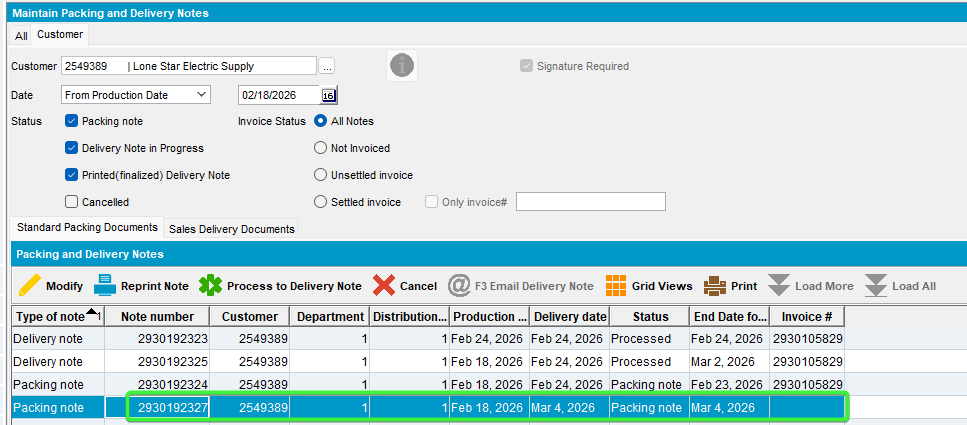 Maintain Packing and Delivery Notes
All Customer
Customer 2549389 | Lone Star Electric Supply ... Signature Required
Date From Production Date 02/18/2026 16
Status Packing note Invoice Status All Notes
Delivery Note in Progress Not Invoiced
Printed(finalized) Delivery Note Unsettled invoice
Cancelled Settled invoice Only invoice#
Standard Packing Documents Sales Delivery Documents
Packing and Delivery Notes
Modify Reprint Note Process to Delivery Note Cancel @ F3 Email Delivery Note Grid Views Print Load More Load All
Type of note 1 Note number Customer Department Distribution... Production ... Delivery date Status End Date fo... Invoice #
Delivery note 2930192323 2549389 1 1 Feb 24, 2026 Feb 24, 2026 Processed Feb 24, 2026 2930105829
Delivery note 2930192325 2549389 1 1 Feb 18, 2026 Feb 24, 2026 Processed Mar 2, 2026 2930105829
Packing note 2930192324 2549389 1 1 Feb 18, 2026 Feb 24, 2026 Packing note Feb 23, 2026 2930105829
Packing note 2930192327 2549389 1 1 Feb 18, 2026 Mar 4, 2026 Packing note Mar 4, 2026